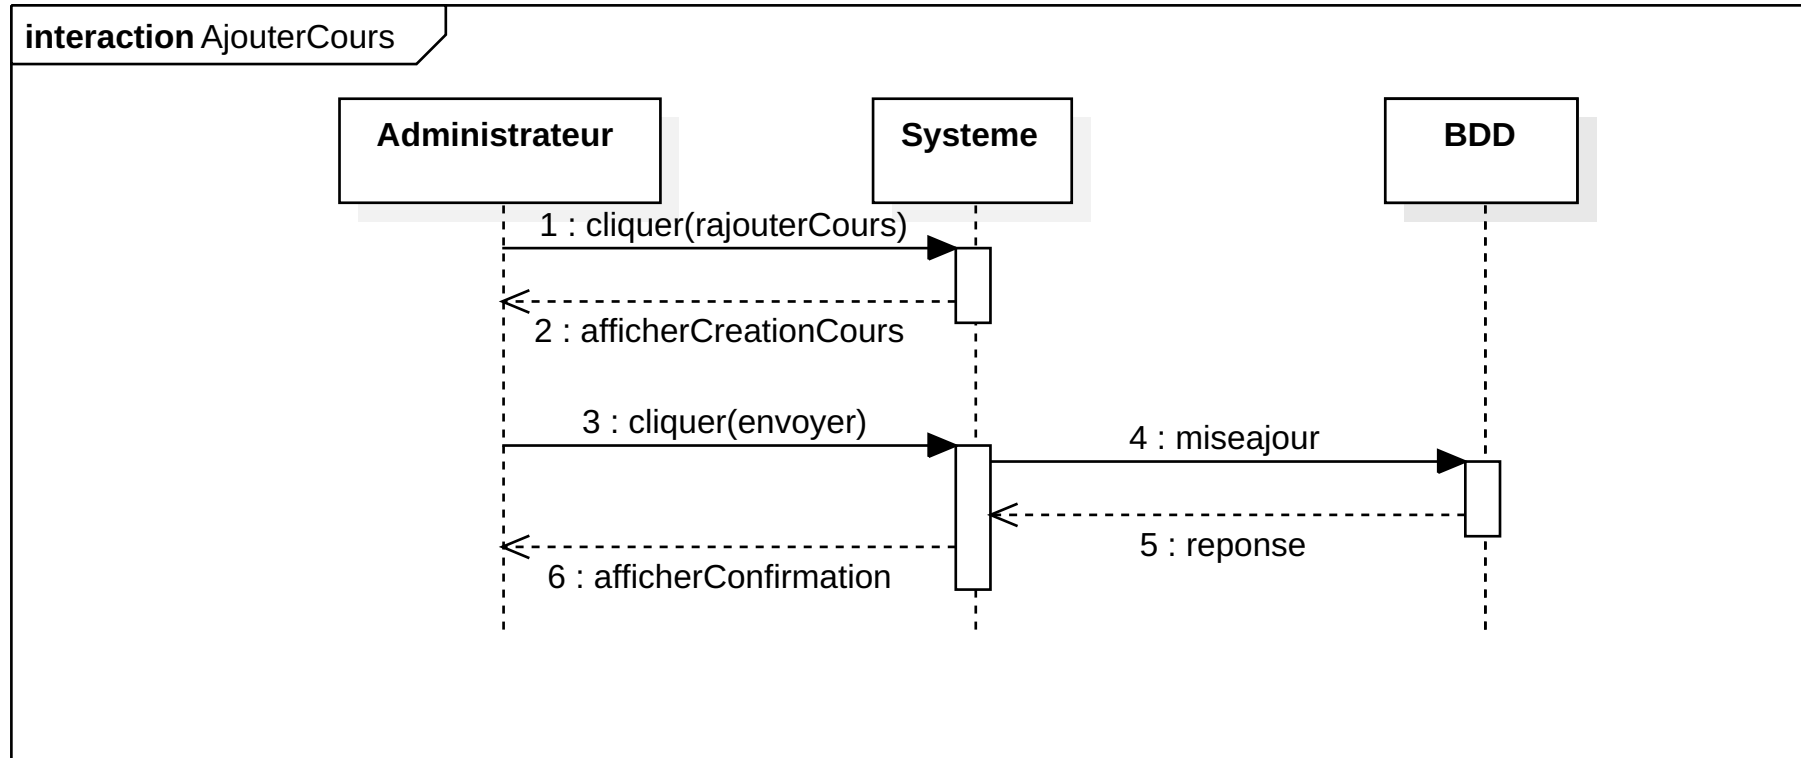 interaction AjouterCours
Administrateur
Systeme
BDD
1 : cliquer(rajouterCours)
2 : afficherCreationCours
3 : cliquer(envoyer)
4 : miseajour
5 : reponse
6 : afficherConfirmation